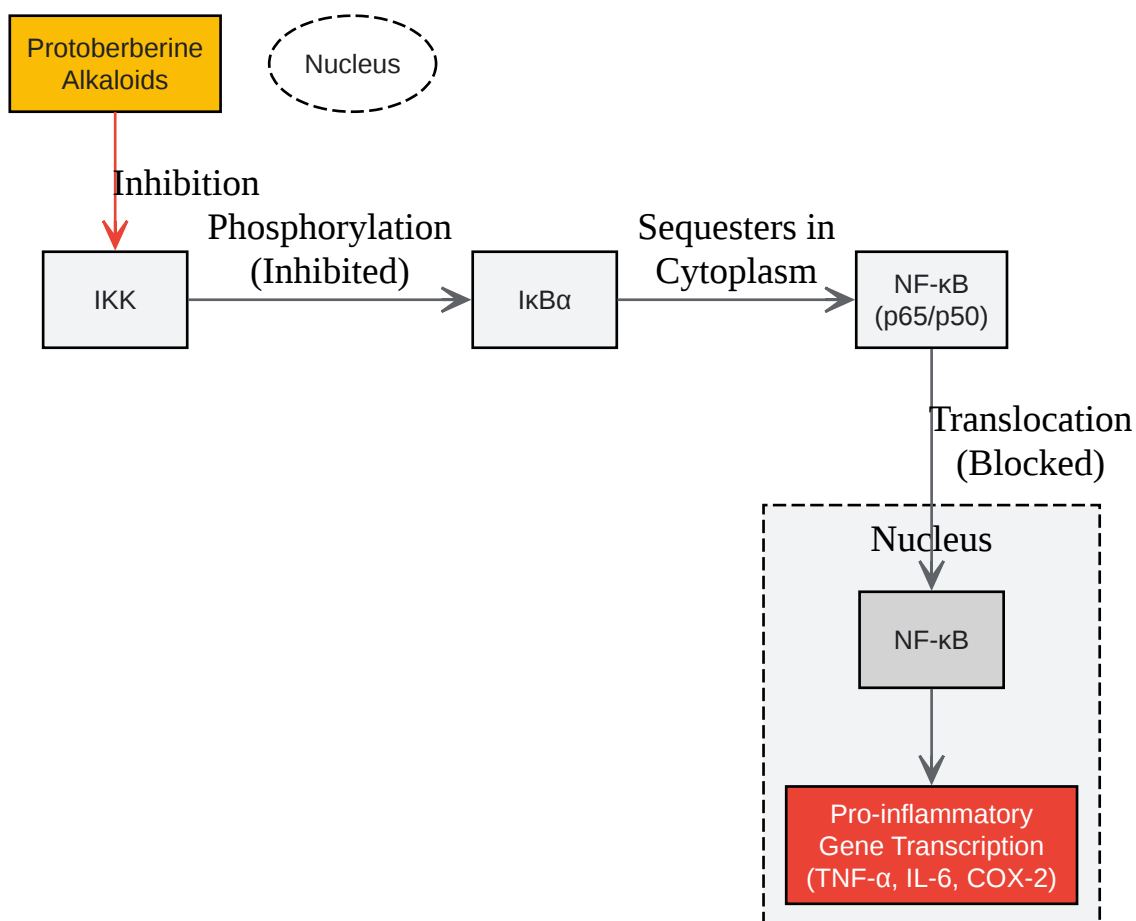 Protoberberine
Alkaloids
Nucleus
Inhibition
Phosphorylation
(Inhibited)
Sequesters in
Cytoplasm
IKK
IκBα
NF-κB
(p65/p50)
Translocation
(Blocked)
Nucleus
NF-κB
Pro-inflammatory
Gene Transcription
(TNF-α, IL-6, COX-2)